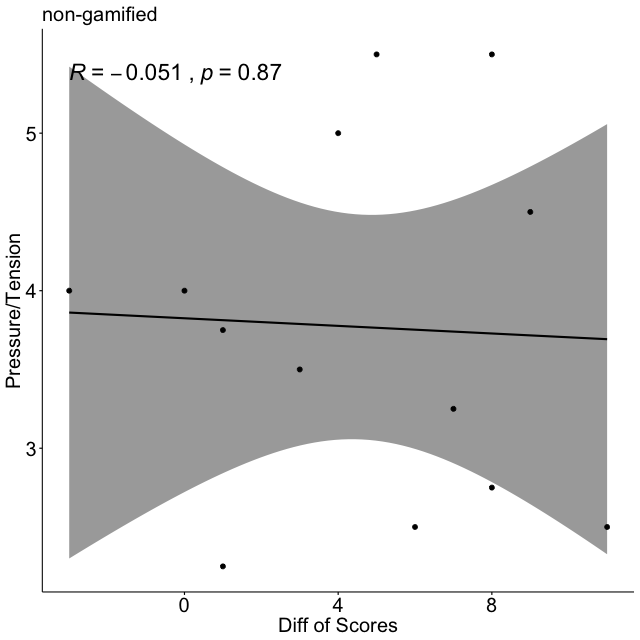 non-gamified
R = −0.051 , p = 0.87
5
4
3
Pressure/Tension
0 4 8
Diff of Scores